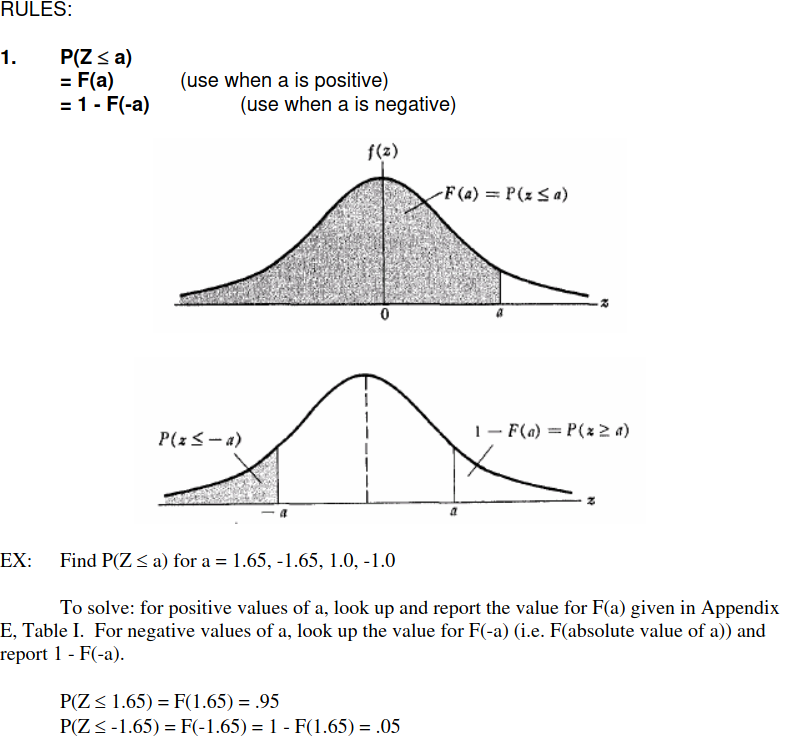 RULES:
1. P(Z ≤ a)
= F(a) (use when a is positive)
= 1 - F(-a) (use when a is negative)
f(z)
F(a) = P(z ≤ a)
0
a
z
P(z ≤ - a)
1 - F(a) = P(z ≥ a)
- a
a
z
EX: Find P(Z ≤ a) for a = 1.65, -1.65, 1.0, -1.0
To solve: for positive values of a, look up and report the value for F(a) given in Appendix
E, Table I. For negative values of a, look up the value for F(-a) (i.e. F(absolute value of a)) and
report 1 - F(-a).
P(Z ≤ 1.65) = F(1.65) = .95
P(Z ≤ -1.65) = F(-1.65) = 1 - F(1.65) = .05